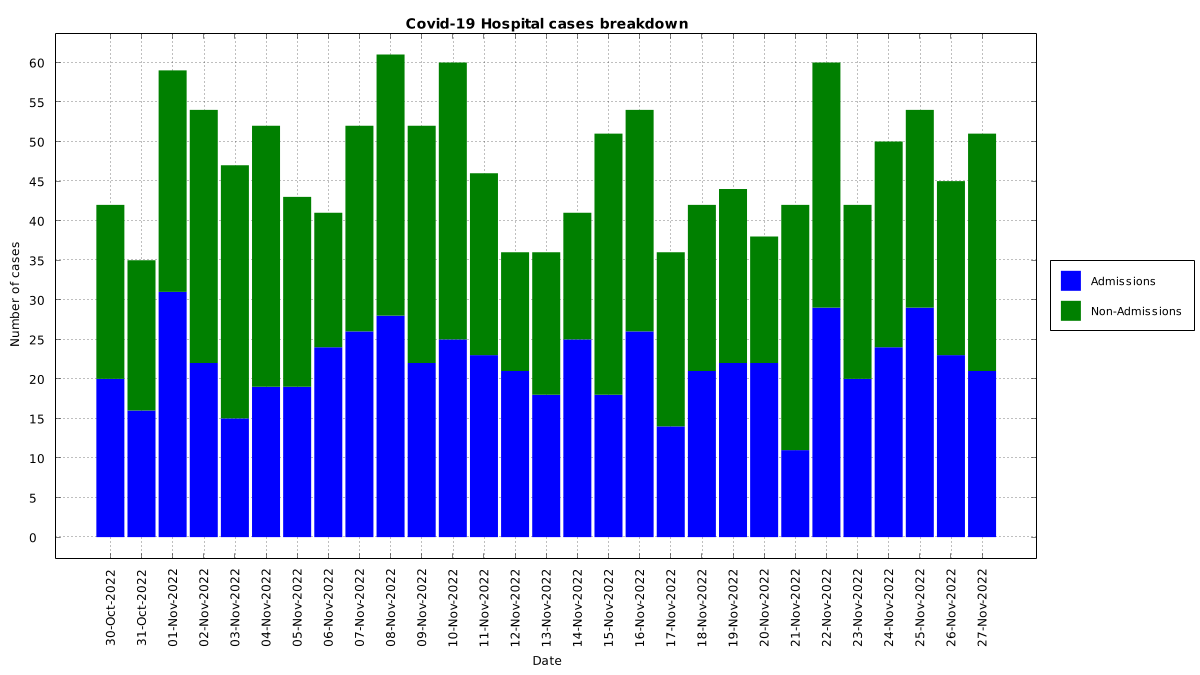 Covid-19 Hospital cases breakdown
Number of cases
60
55
50
45
40
35
30
25
20
15
10
5
0
30-Oct-2022
31-Oct-2022
01-Nov-2022
02-Nov-2022
03-Nov-2022
04-Nov-2022
05-Nov-2022
06-Nov-2022
07-Nov-2022
08-Nov-2022
09-Nov-2022
10-Nov-2022
11-Nov-2022
12-Nov-2022
13-Nov-2022
14-Nov-2022
15-Nov-2022
16-Nov-2022
17-Nov-2022
18-Nov-2022
19-Nov-2022
20-Nov-2022
21-Nov-2022
22-Nov-2022
23-Nov-2022
24-Nov-2022
25-Nov-2022
26-Nov-2022
27-Nov-2022
Date
Admissions
Non-Admissions